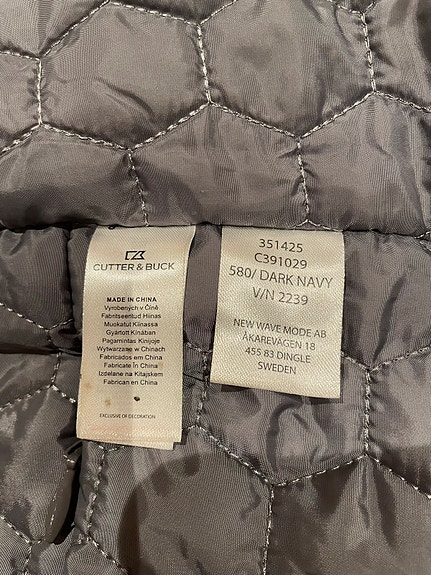 CUTTER & BUCK
MADE IN CHINA
Vyrobených v Číně
Fabritseentud Hiinas
Muokatut Kiinassa
Gyártott Kínában
Pagamintas Kinijoje
Wytwarzane w Chinach
Fabricados em China
Fabricate În China
Izdelane na Kitajskem
Fabrican en China
EXCLUSIVE OF DECORATION
351425
C391029
580/ DARK NAVY
V/N 2239
NEW WAVE MODE AB
ÅKAREVÄGEN 18
455 83 DINGLE
SWEDEN